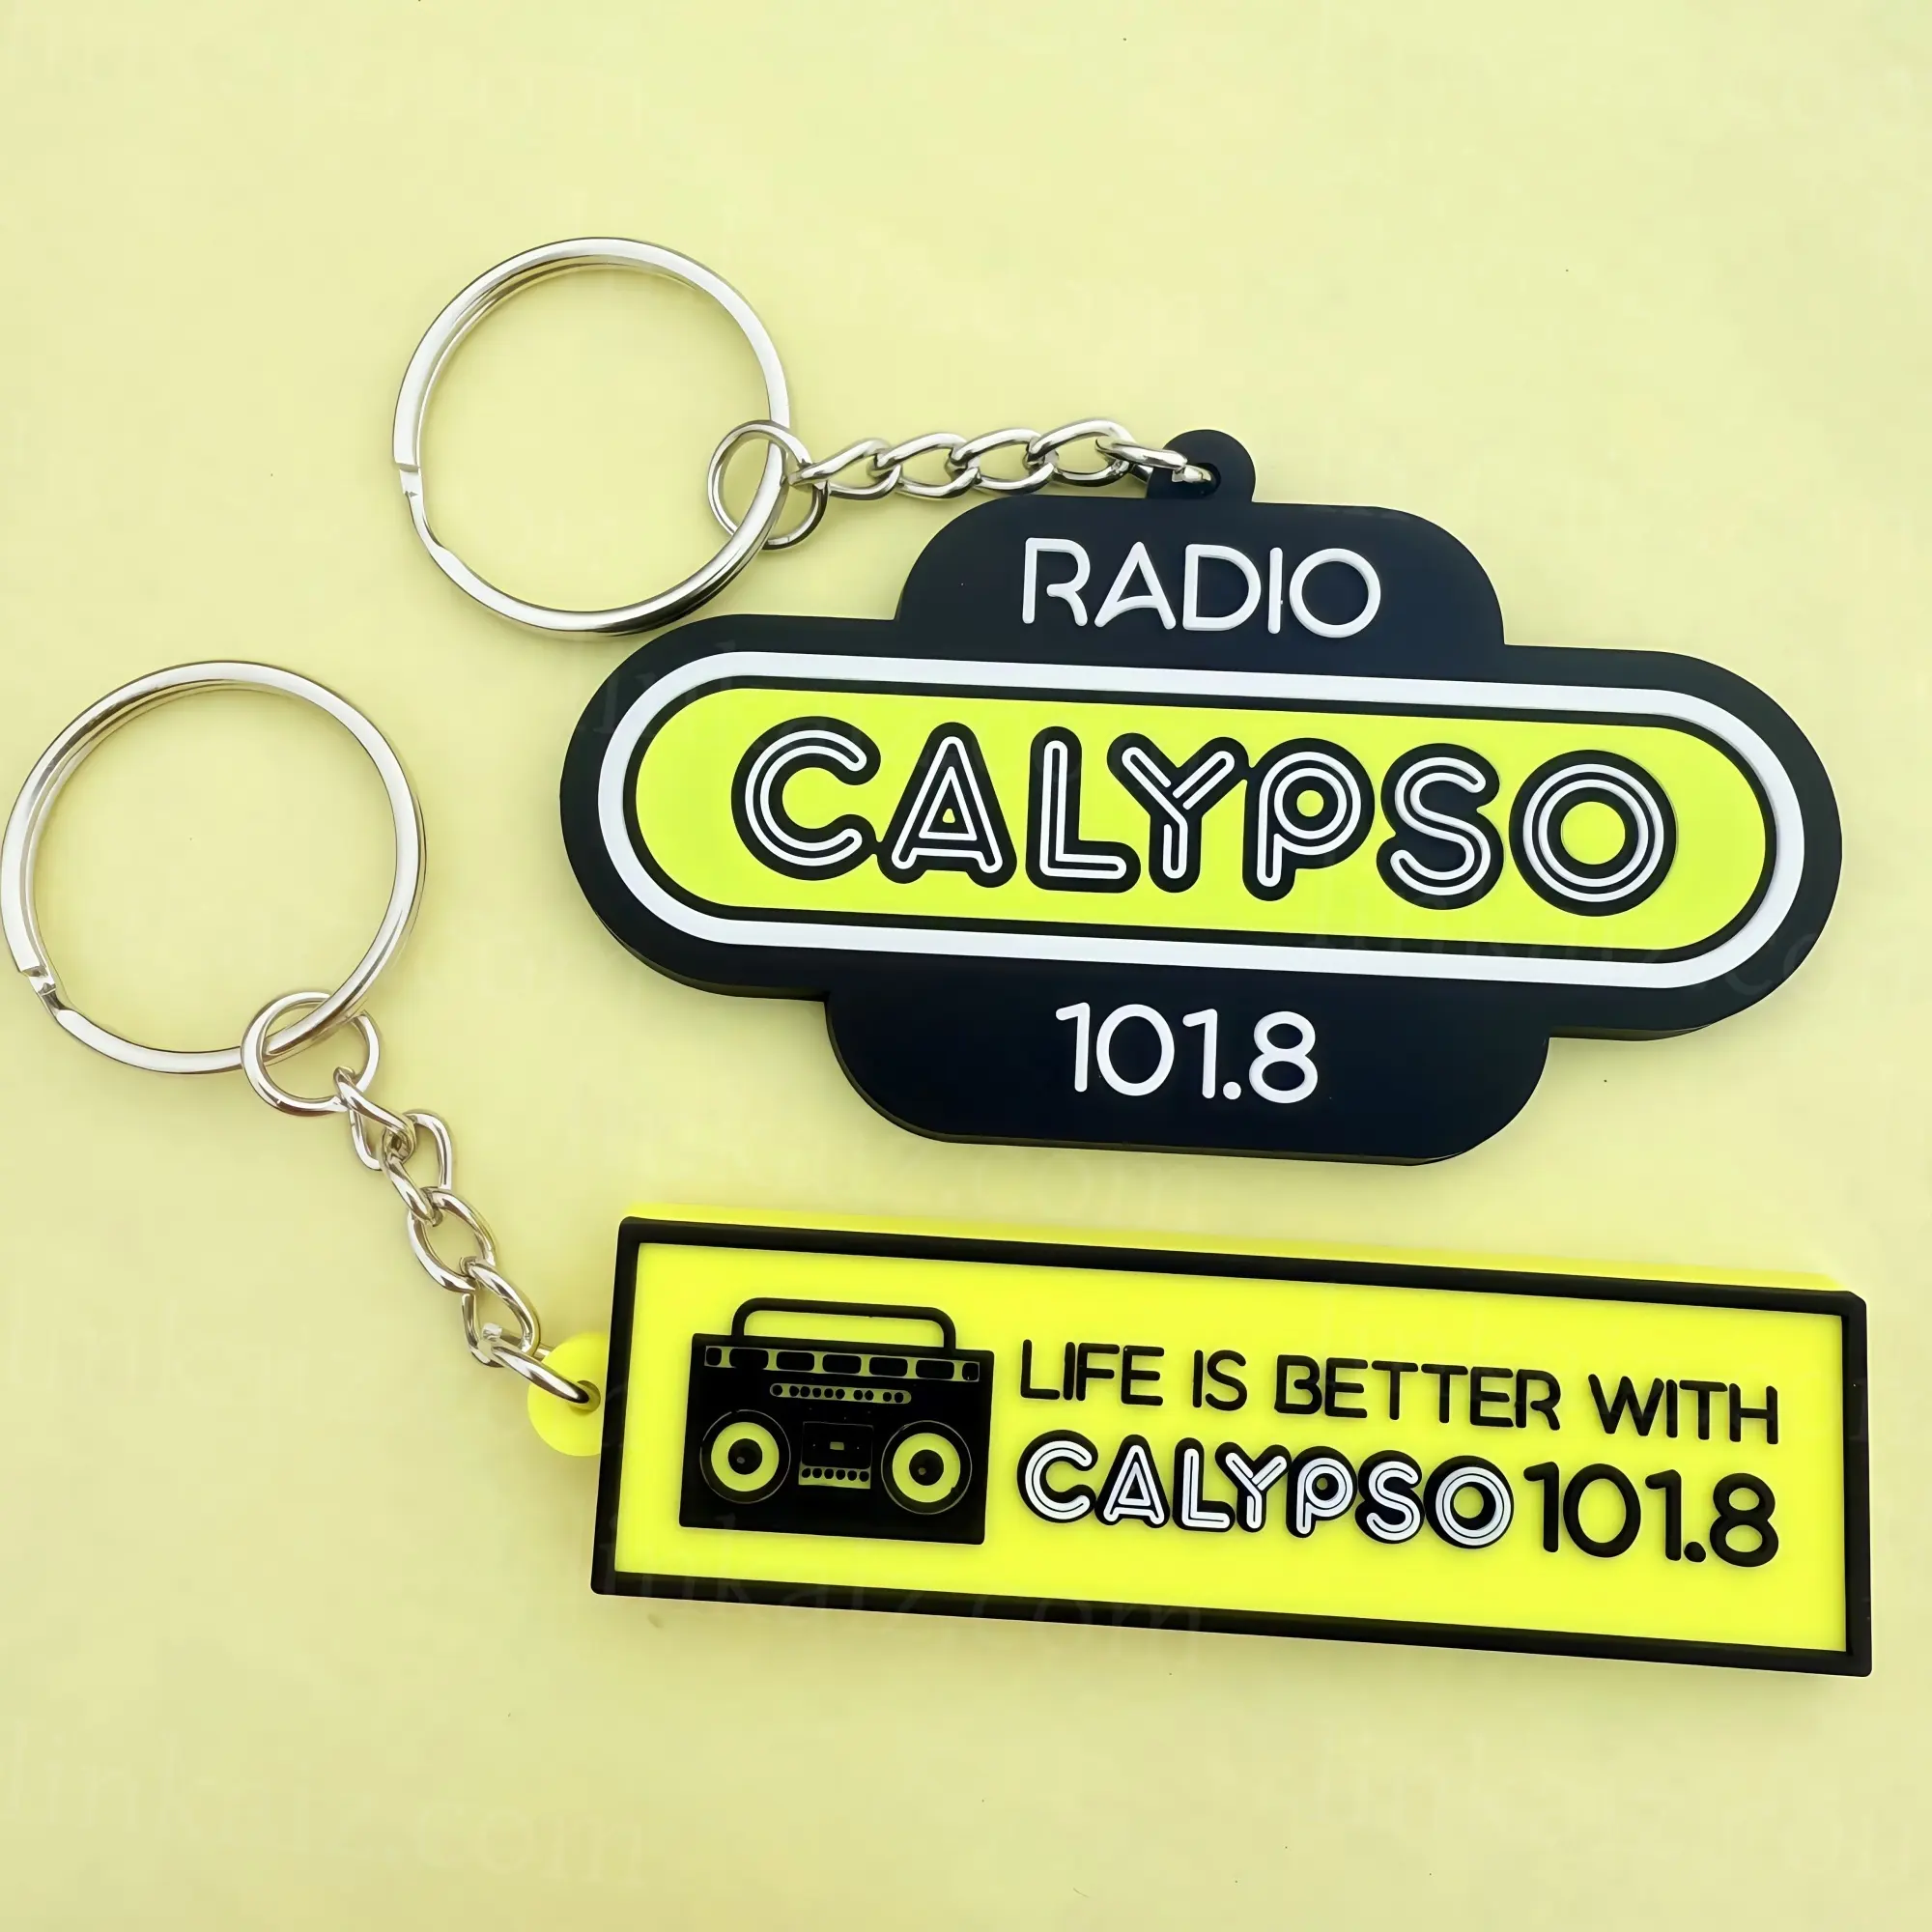 RADIO
CALYPSO
101.8
LIFE IS BETTER WITH
CALYPSO 101.8